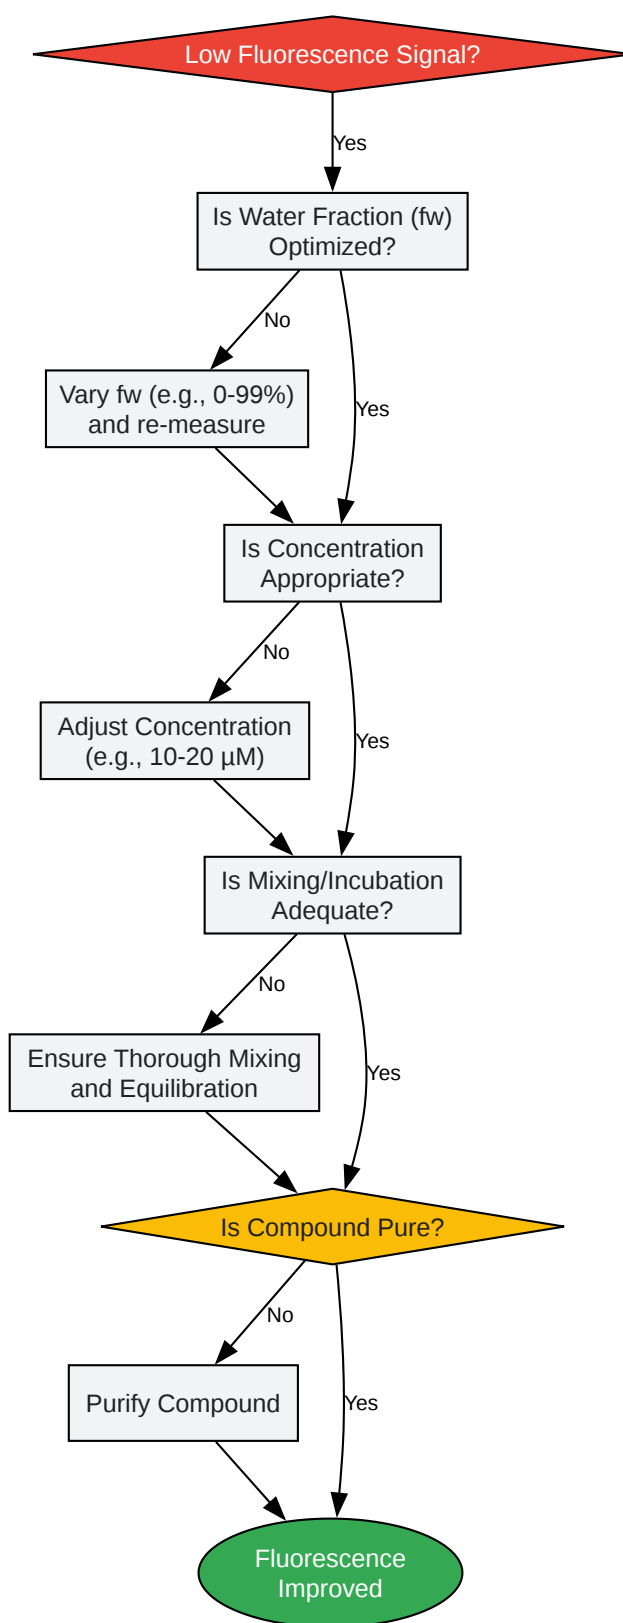 Low Fluorescence Signal?
Yes
Is Water Fraction (fw)
Optimized?
No
Vary fw (e.g., 0-99%)
and re-measure
Yes
Is Concentration
Appropriate?
No
Adjust Concentration
(e.g., 10-20 µM)
Yes
Is Mixing/Incubation
Adequate?
No
Ensure Thorough Mixing
and Equilibration
Yes
Is Compound Pure?
No
Purify Compound
Yes
Fluorescence
Improved